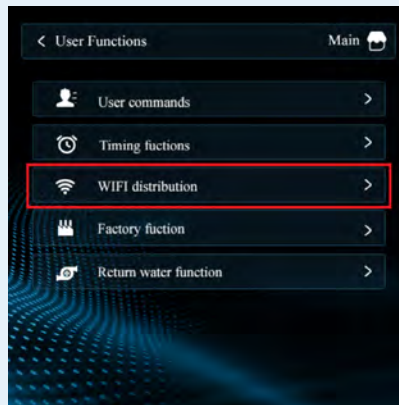 User Functions
Main
User commands
Timing fuctions
WIFI distribution
Factory fuction
Return water function